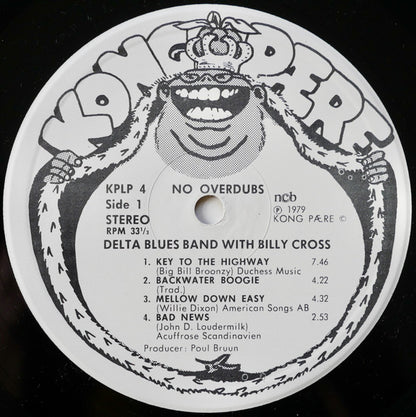 KONG PÆRE
KPLP 4 NO OVERDUBS
Side 1 ncb
STEREO ℗ 1979
RPM 33⅓ KONG PÆRE ©
DELTA BLUES BAND WITH BILLY CROSS
1. KEY TO THE HIGHWAY 7.46
(Big Bill Broonzy) Duchess Music
2. BACKWATER BOOGIE 4.22
(Trad.)
3. MELLOW DOWN EASY 4.32
(Willie Dixon) American Songs AB
4. BAD NEWS 2.53
(John D. Loudermilk)
Acuffrose Scandinavien
Producer: Poul Bruun